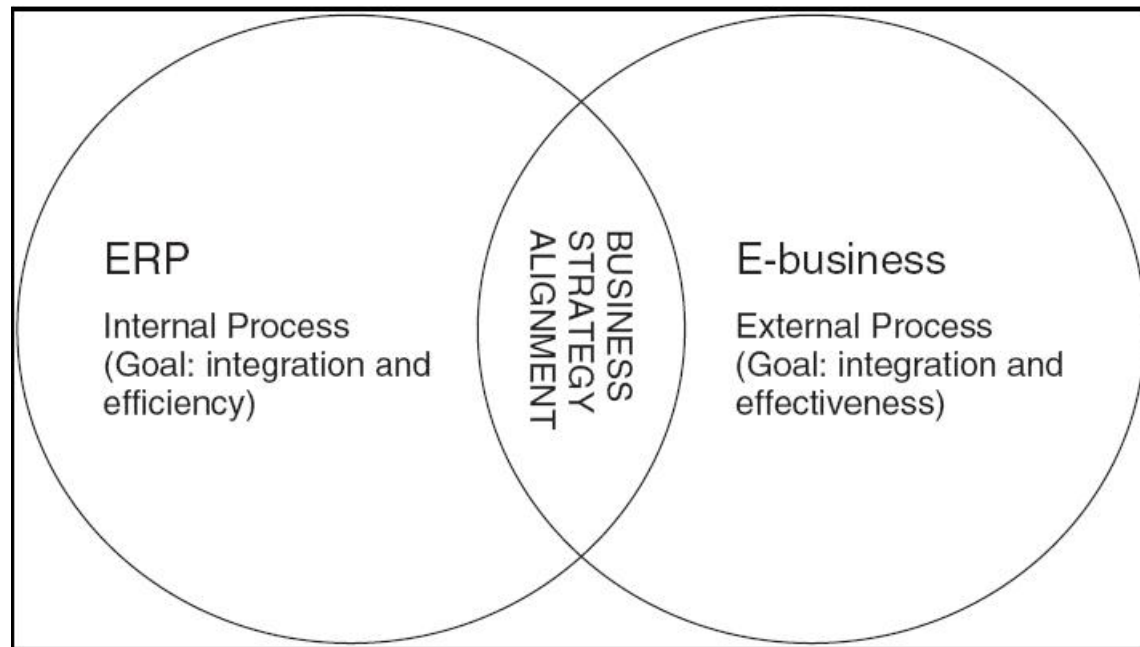 ERP
Internal Process
(Goal: integration and
efficiency)
BUSINESS
STRATEGY
ALIGNMENT
E-business
External Process
(Goal: integration and
effectiveness)